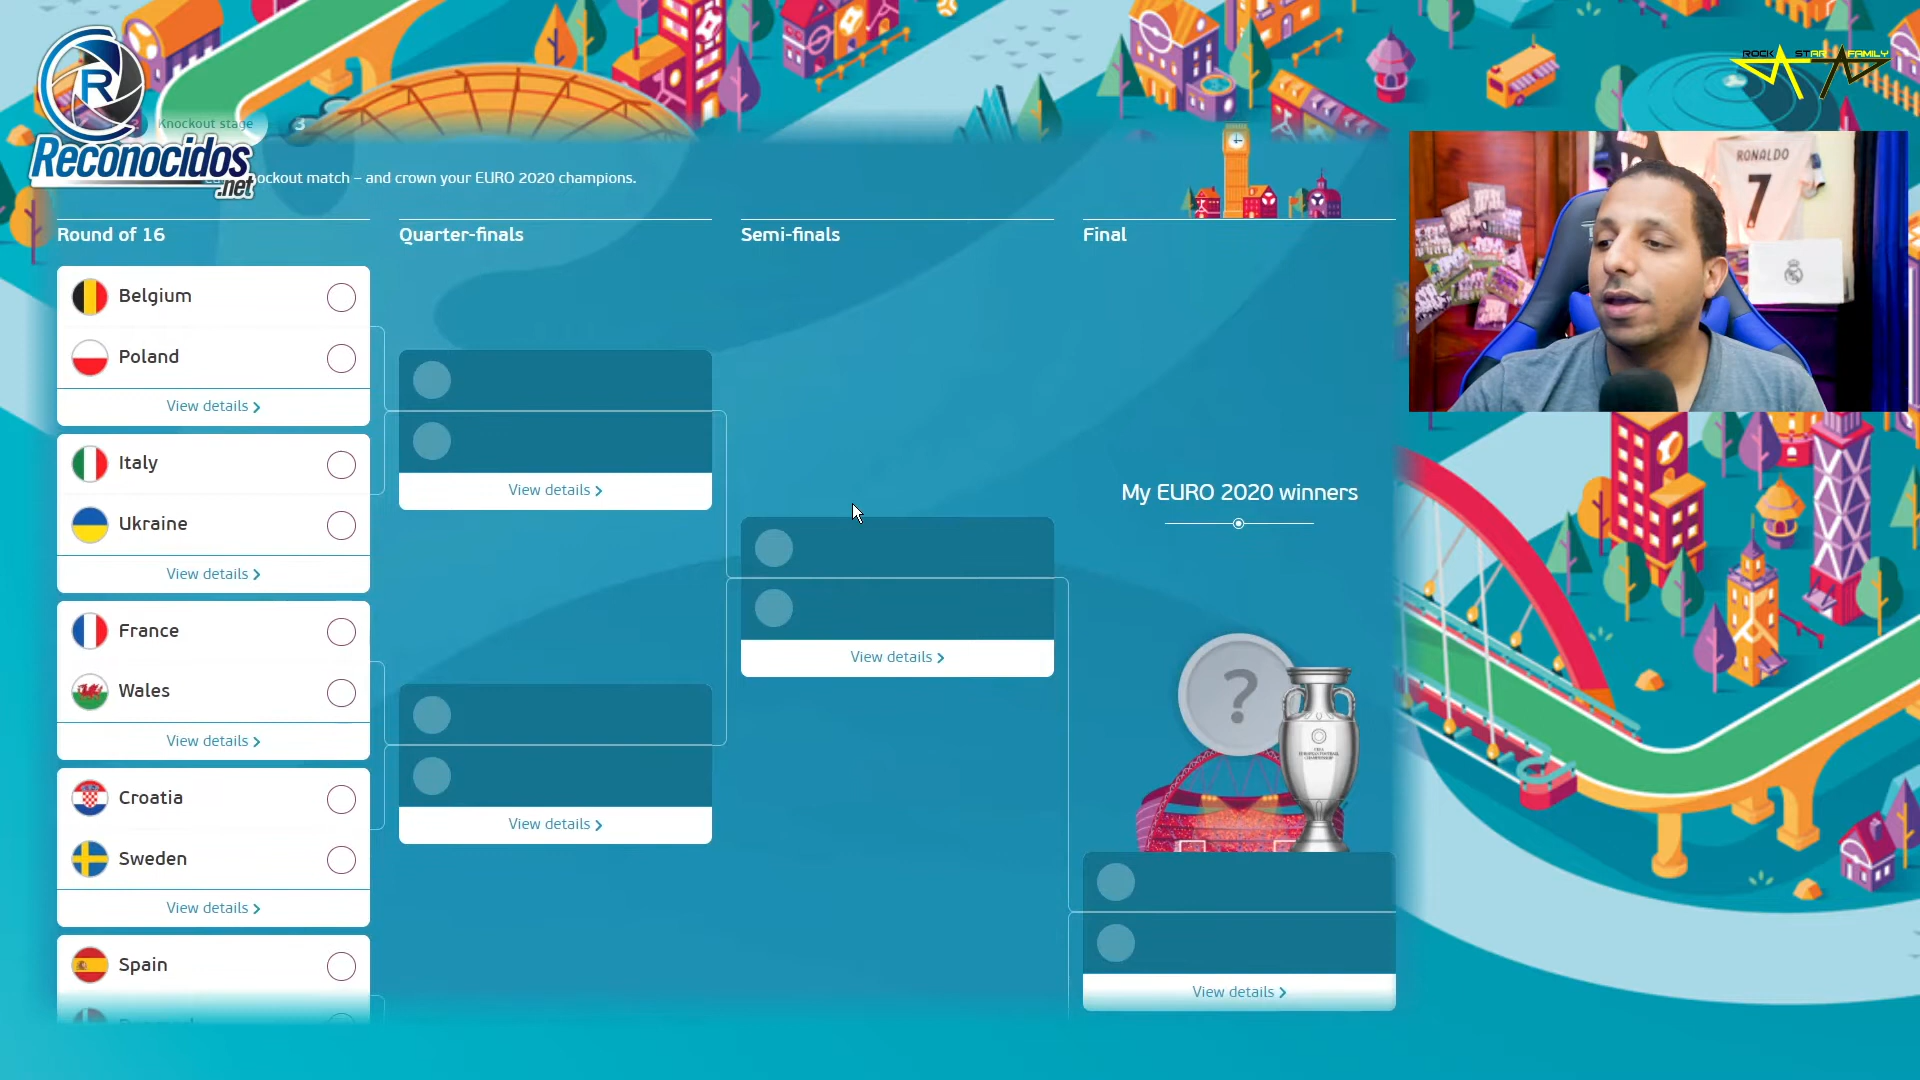 R
Reconocidos
.net
ROCK STAR FAMILY
Knockout stage
3
ockout match – and crown your EURO 2020 champions.
Round of 16
Quarter-finals
Semi-finals
Final
Belgium
Poland
View details
Italy
Ukraine
View details
France
Wales
View details
Croatia
Sweden
View details
Spain
View details
View details
View details
My EURO 2020 winners
?
View details
RONALDO
7